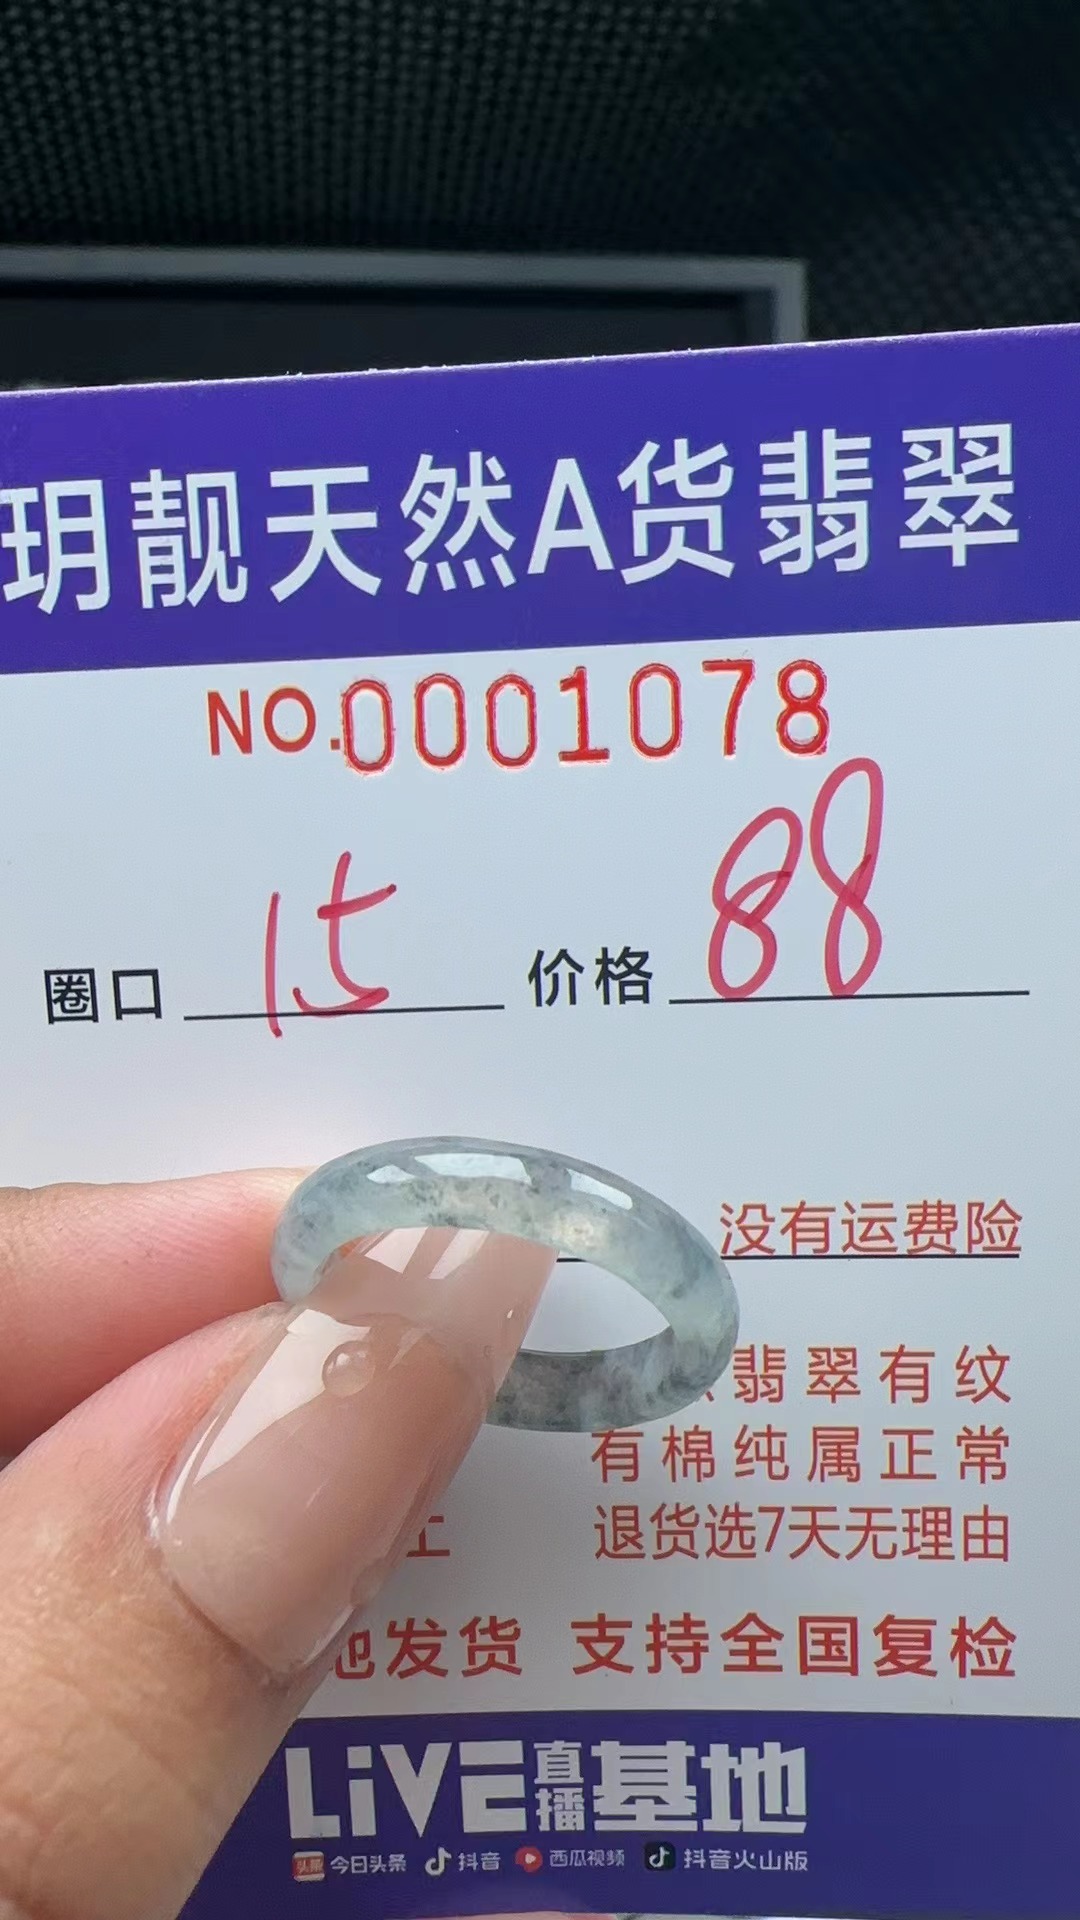 玥靓天然A货翡翠
NO.0001078
圈口 15 价格 88
没有运费险
翡翠有纹
有棉纯属正常
退货选7天无理由
发货 支持全国复检
LiVE直播基地
头条 今日头条 抖音 西瓜视频 抖音火山版